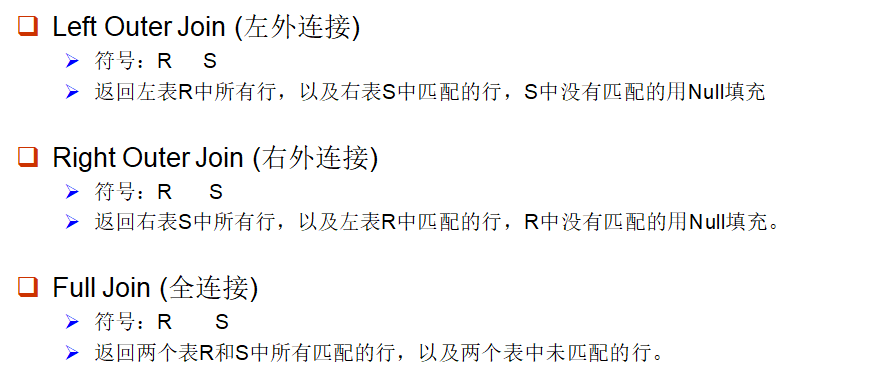 Left Outer Join (左外连接)
符号：R S
返回左表R中所有行，以及右表S中匹配的行，S中没有匹配的用Null填充
Right Outer Join (右外连接)
符号：R S
返回右表S中所有行，以及左表R中匹配的行，R中没有匹配的用Null填充。
Full Join (全连接)
符号：R S
返回两个表R和S中所有匹配的行，以及两个表中未匹配的行。